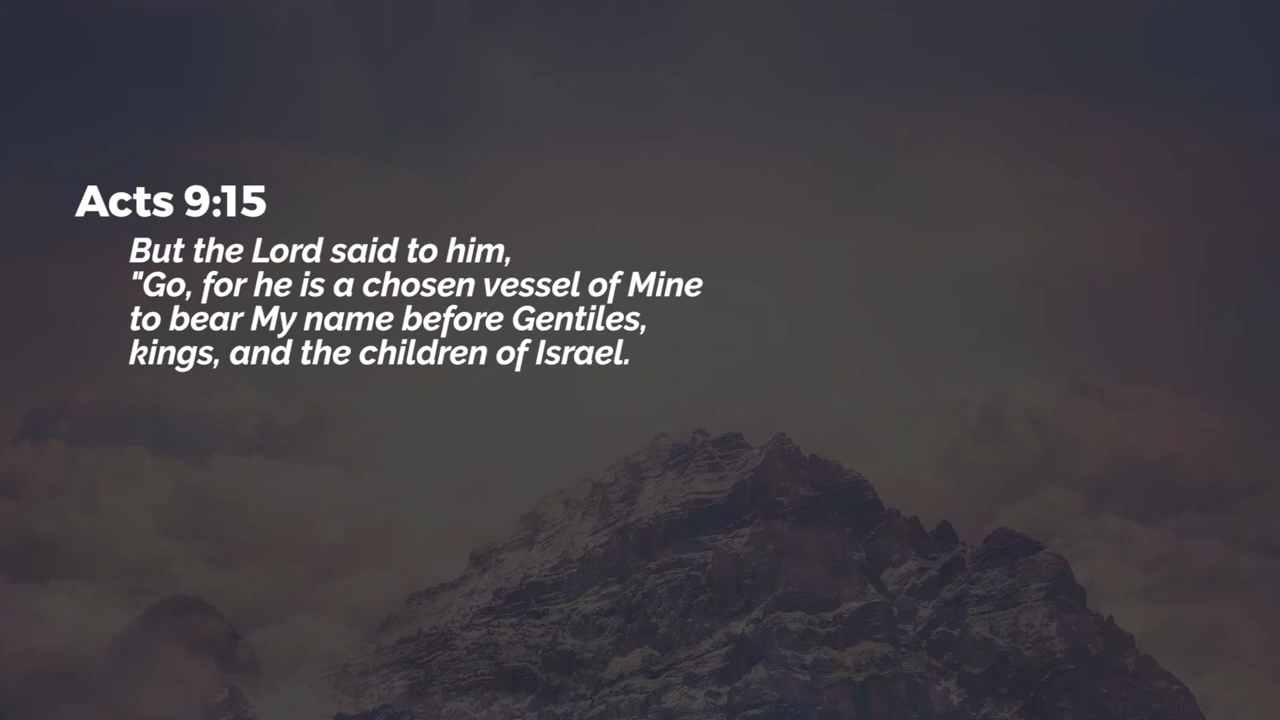 Acts 9:15
But the Lord said to him,
"Go, for he is a chosen vessel of Mine
to bear My name before Gentiles,
kings, and the children of Israel.